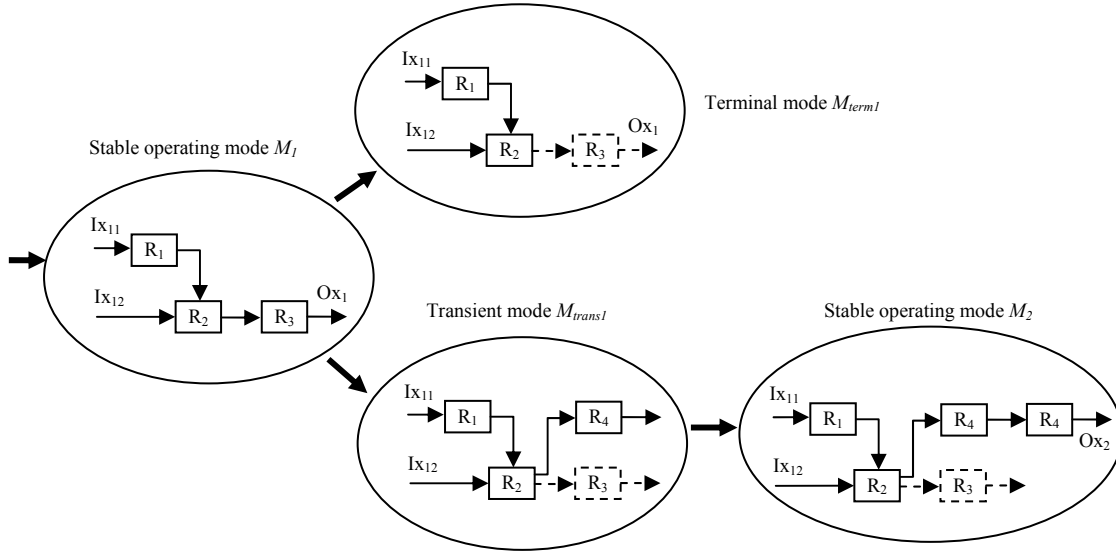 Ix₁₁
R₁
Terminal mode M_term1
Ix₁₂
R₂
R₃
Ox₁
Stable operating mode M₁
Ix₁₁
R₁
Ix₁₂
R₂
R₃
Ox₁
Transient mode M_trans1
Ix₁₁
R₁
R₄
Ix₁₂
R₂
R₃
Stable operating mode M₂
Ix₁₁
R₁
R₄
R₄
Ox₂
Ix₁₂
R₂
R₃